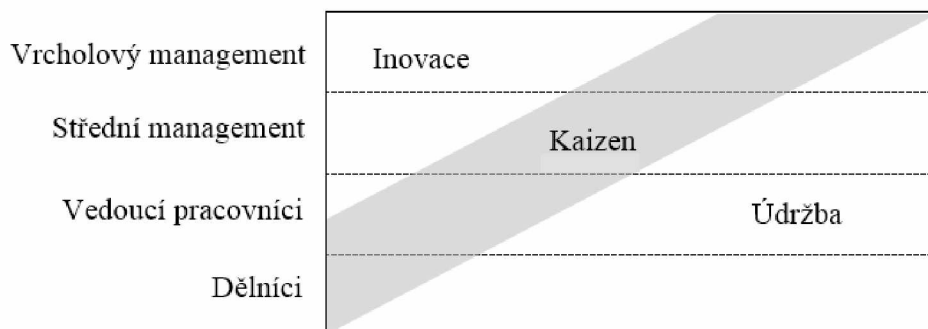 Vrcholový management
Inovace
Střední management
Kaizen
Vedoucí pracovníci
Údržba
Dělníci